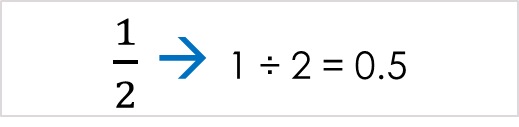 1/2 → 1 ÷ 2 = 0.5